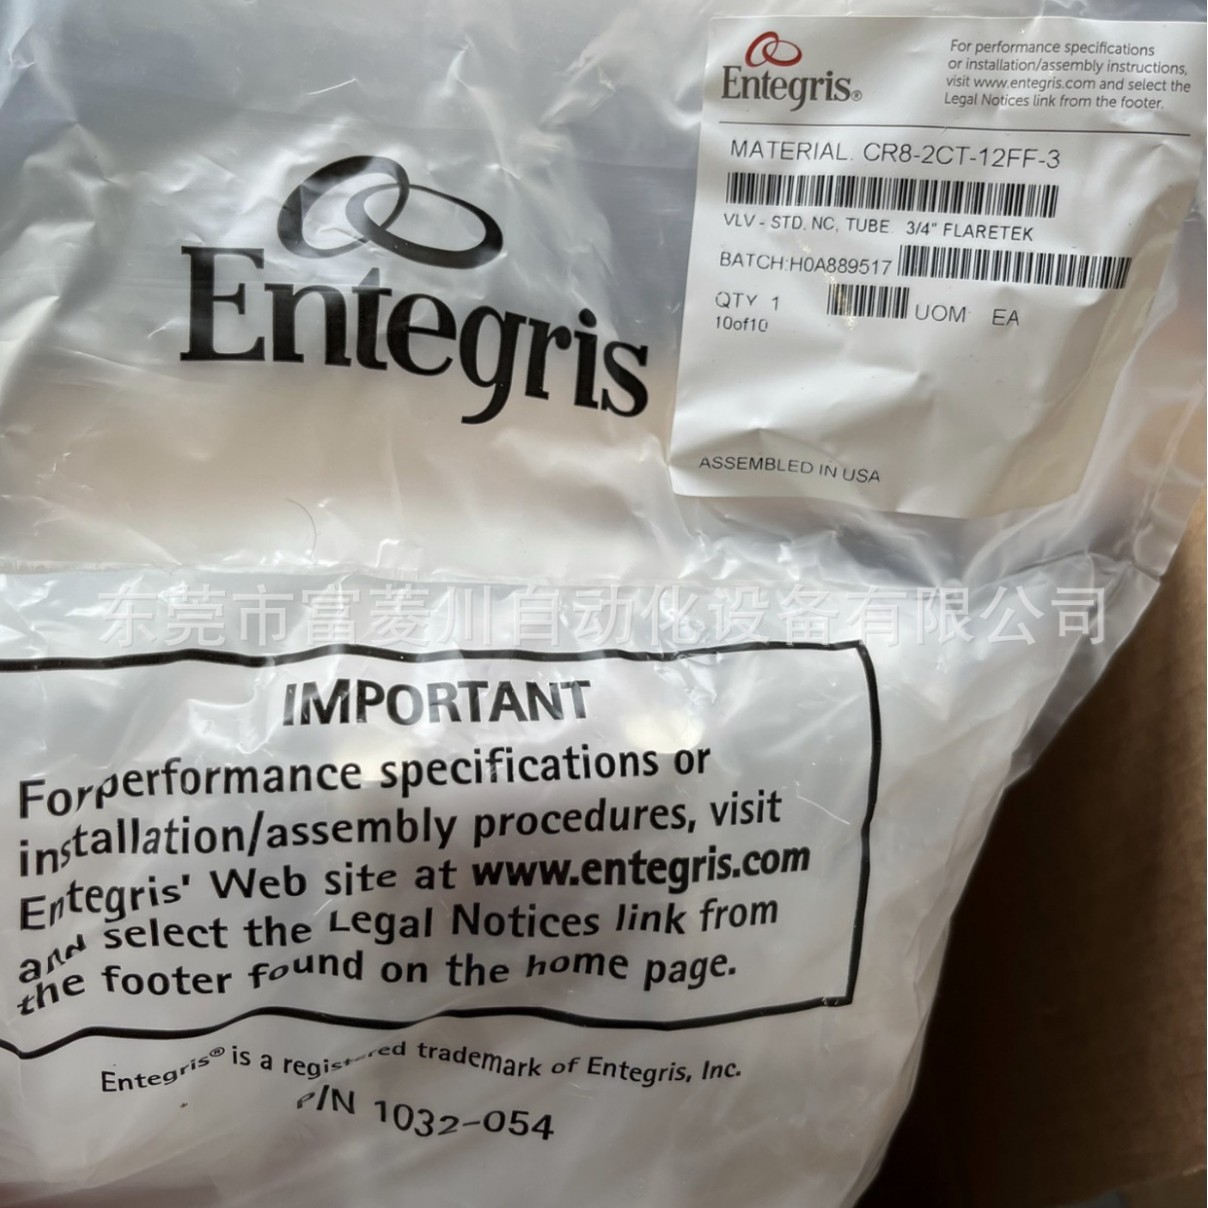 Entegris®
For performance specifications
or installation/assembly instructions,
visit www.entegris.com and select the
Legal Notices link from the footer.
MATERIAL. CR8-2CT-12FF-3
VLV - STD, NC, TUBE 3/4" FLARETEK
BATCH:H0A889517
QTY 1 UOM EA
10of10
ASSEMBLED IN USA
Entegris
东莞市富菱川自动化设备有限公司
IMPORTANT
For performance specifications or
installation/assembly procedures, visit
Entegris' Web site at www.entegris.com
and select the Legal Notices link from
the footer found on the home page.
Entegris® is a registered trademark of Entegris, Inc.
P/N 1032-054